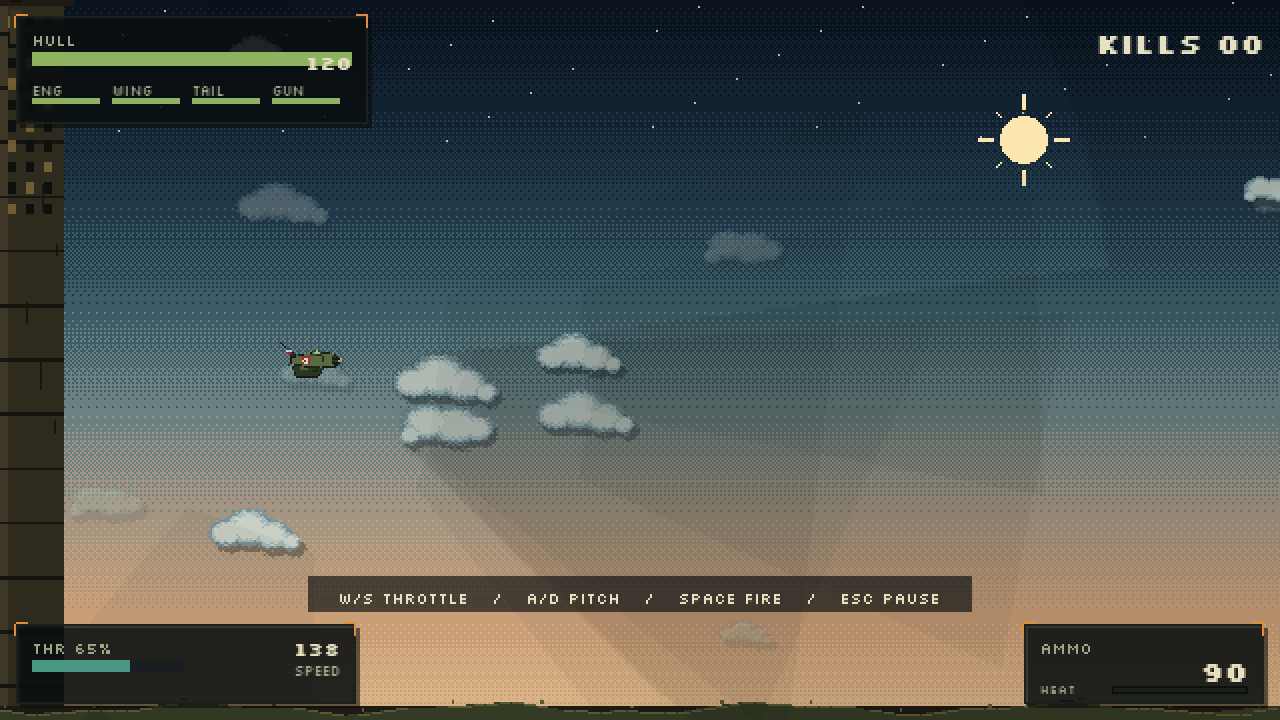 HULL
120
ENG WING TAIL GUN
KILLS 00
W/S THROTTLE / A/D PITCH / SPACE FIRE / ESC PAUSE
THR 65%
138
SPEED
AMMO
90
HEAT